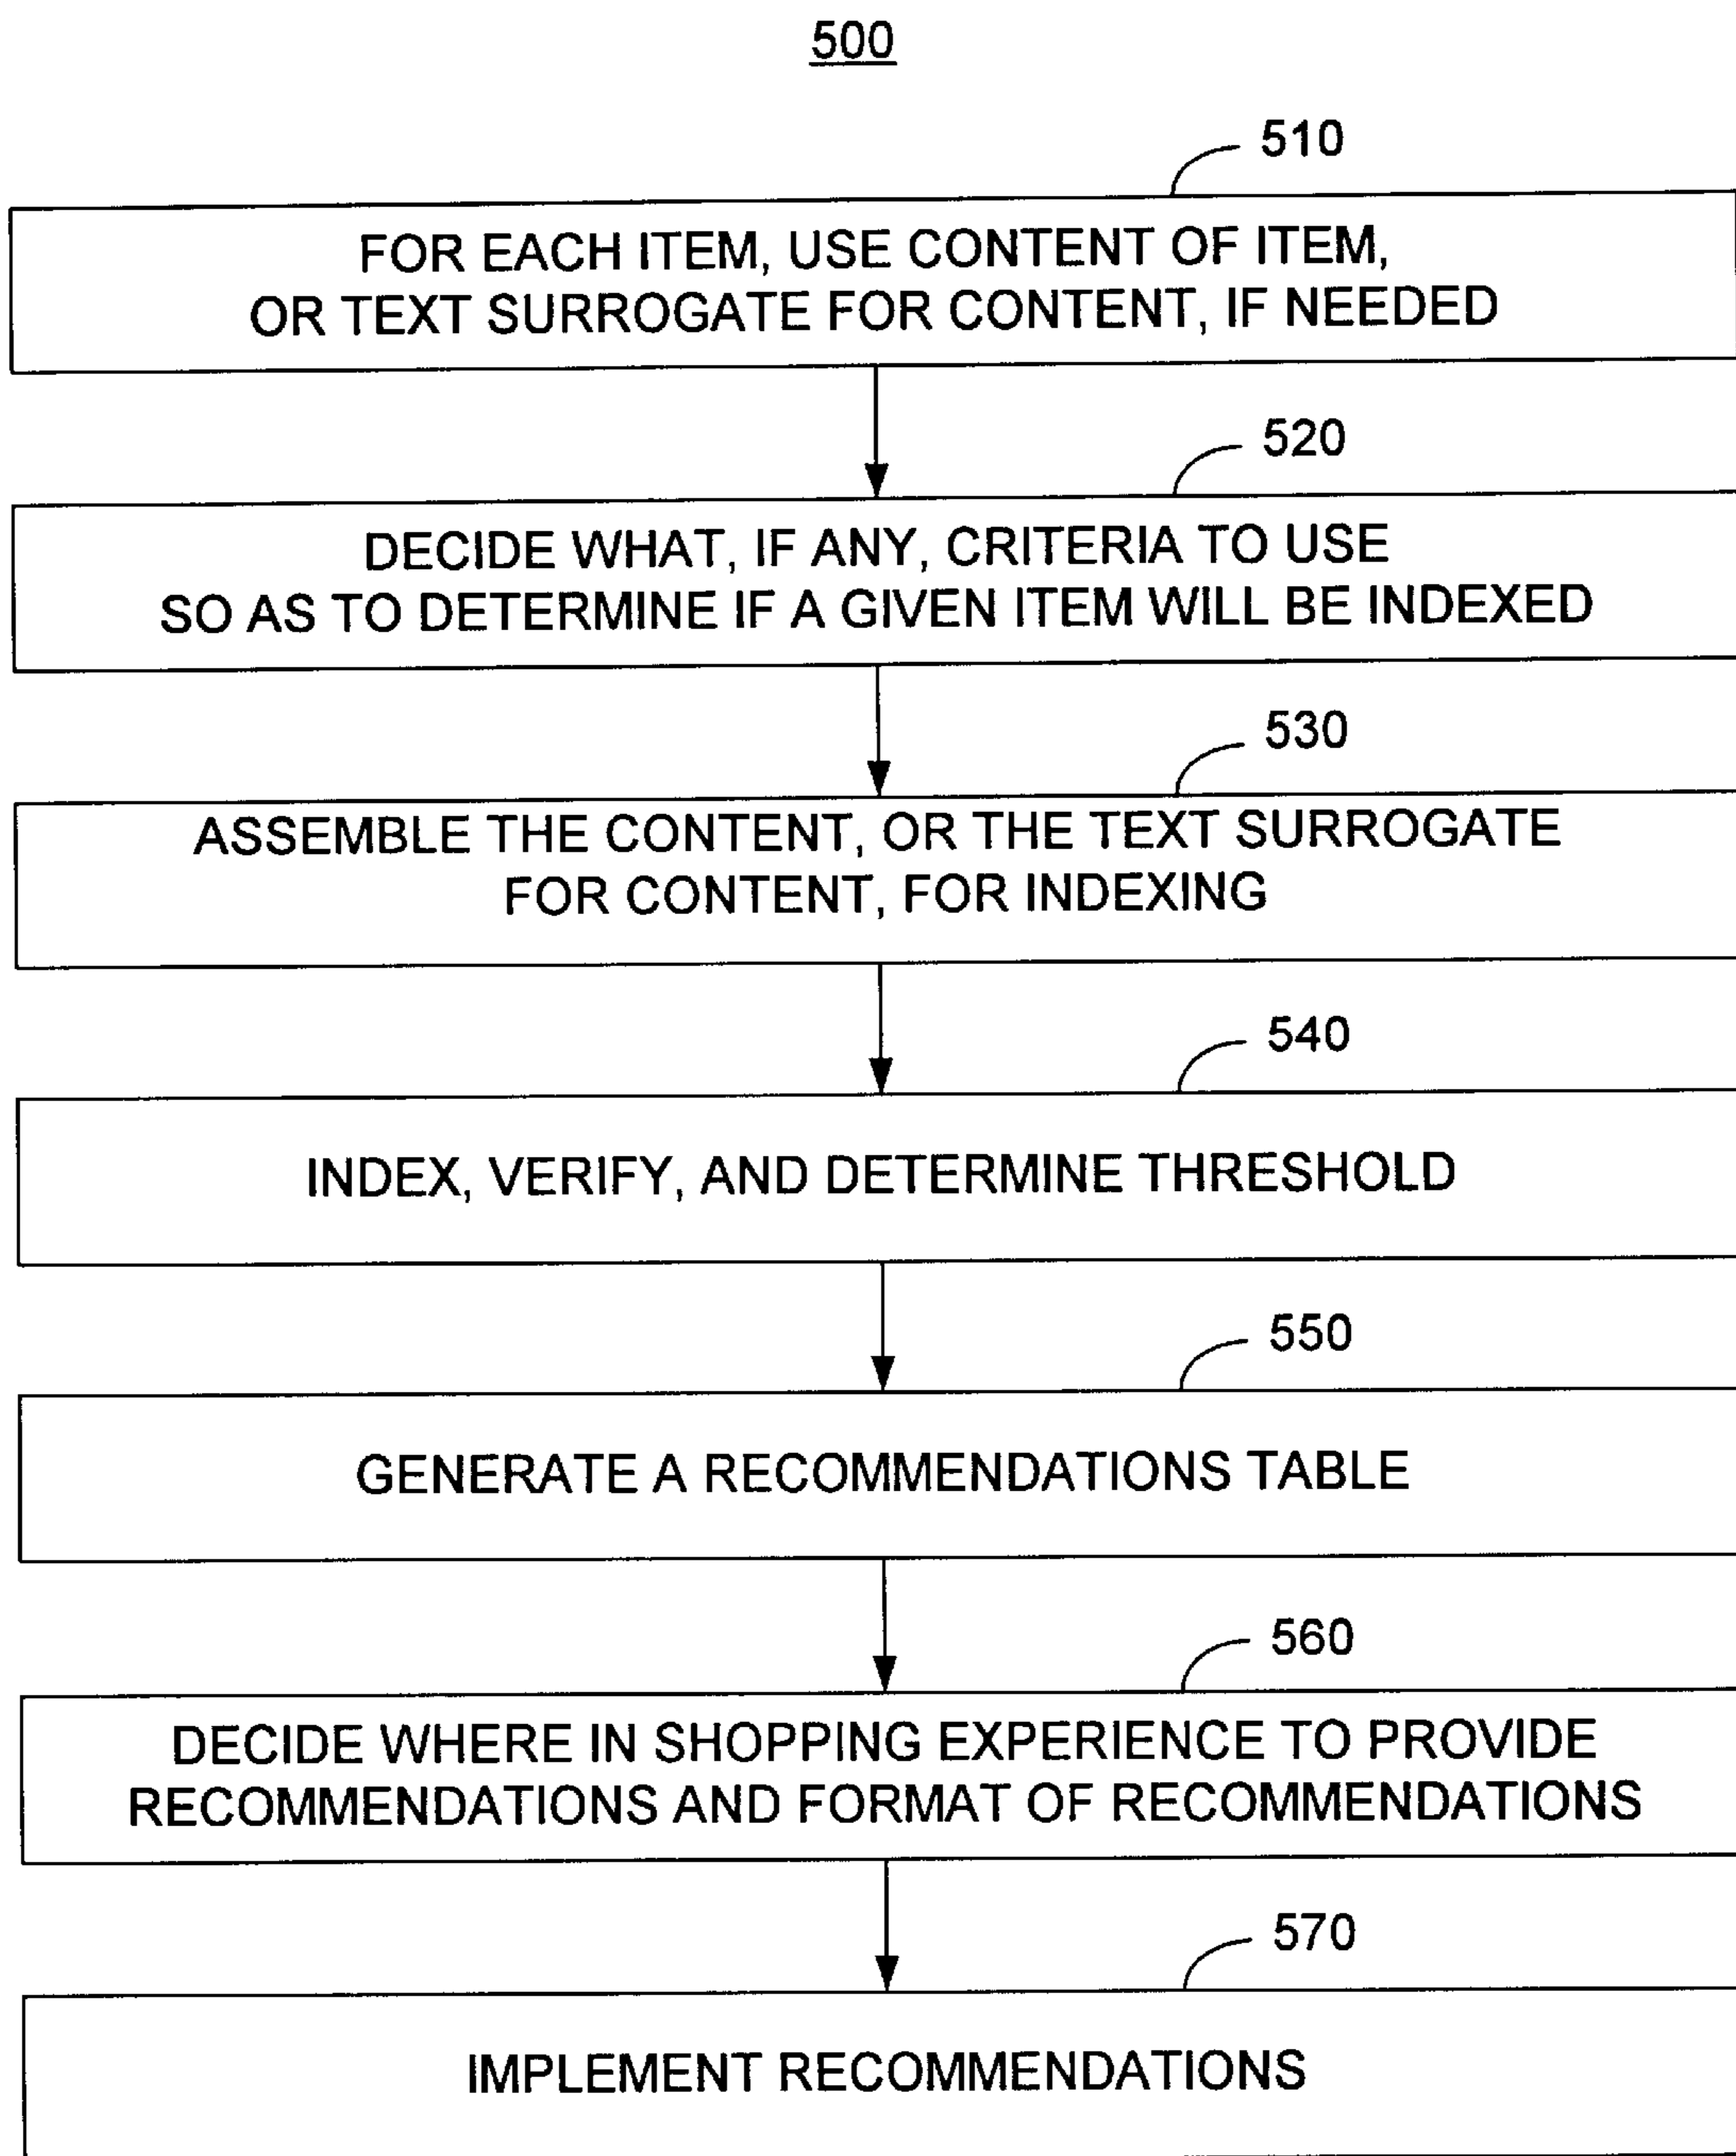 500
510
FOR EACH ITEM, USE CONTENT OF ITEM,
OR TEXT SURROGATE FOR CONTENT, IF NEEDED
520
DECIDE WHAT, IF ANY, CRITERIA TO USE
SO AS TO DETERMINE IF A GIVEN ITEM WILL BE INDEXED
530
ASSEMBLE THE CONTENT, OR THE TEXT SURROGATE
FOR CONTENT, FOR INDEXING
540
INDEX, VERIFY, AND DETERMINE THRESHOLD
550
GENERATE A RECOMMENDATIONS TABLE
560
DECIDE WHERE IN SHOPPING EXPERIENCE TO PROVIDE
RECOMMENDATIONS AND FORMAT OF RECOMMENDATIONS
570
IMPLEMENT RECOMMENDATIONS